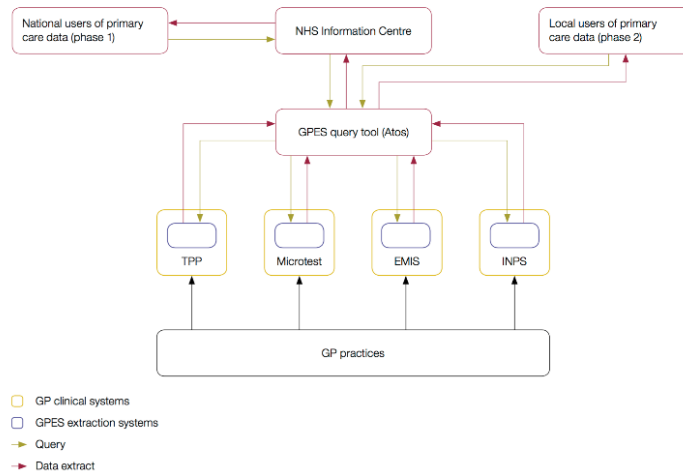 National users of primary
care data (phase 1)
NHS Information Centre
Local users of primary
care data (phase 2)
GPES query tool (Atos)
TPP
Microtest
EMIS
INPS
GP practices
GP clinical systems
GPES extraction systems
Query
Data extract